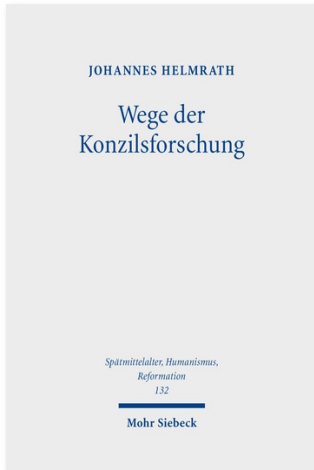 JOHANNES HELMRATH
Wege der
Konzilsforschung
Spätmittelalter, Humanismus,
Reformation
132
Mohr Siebeck